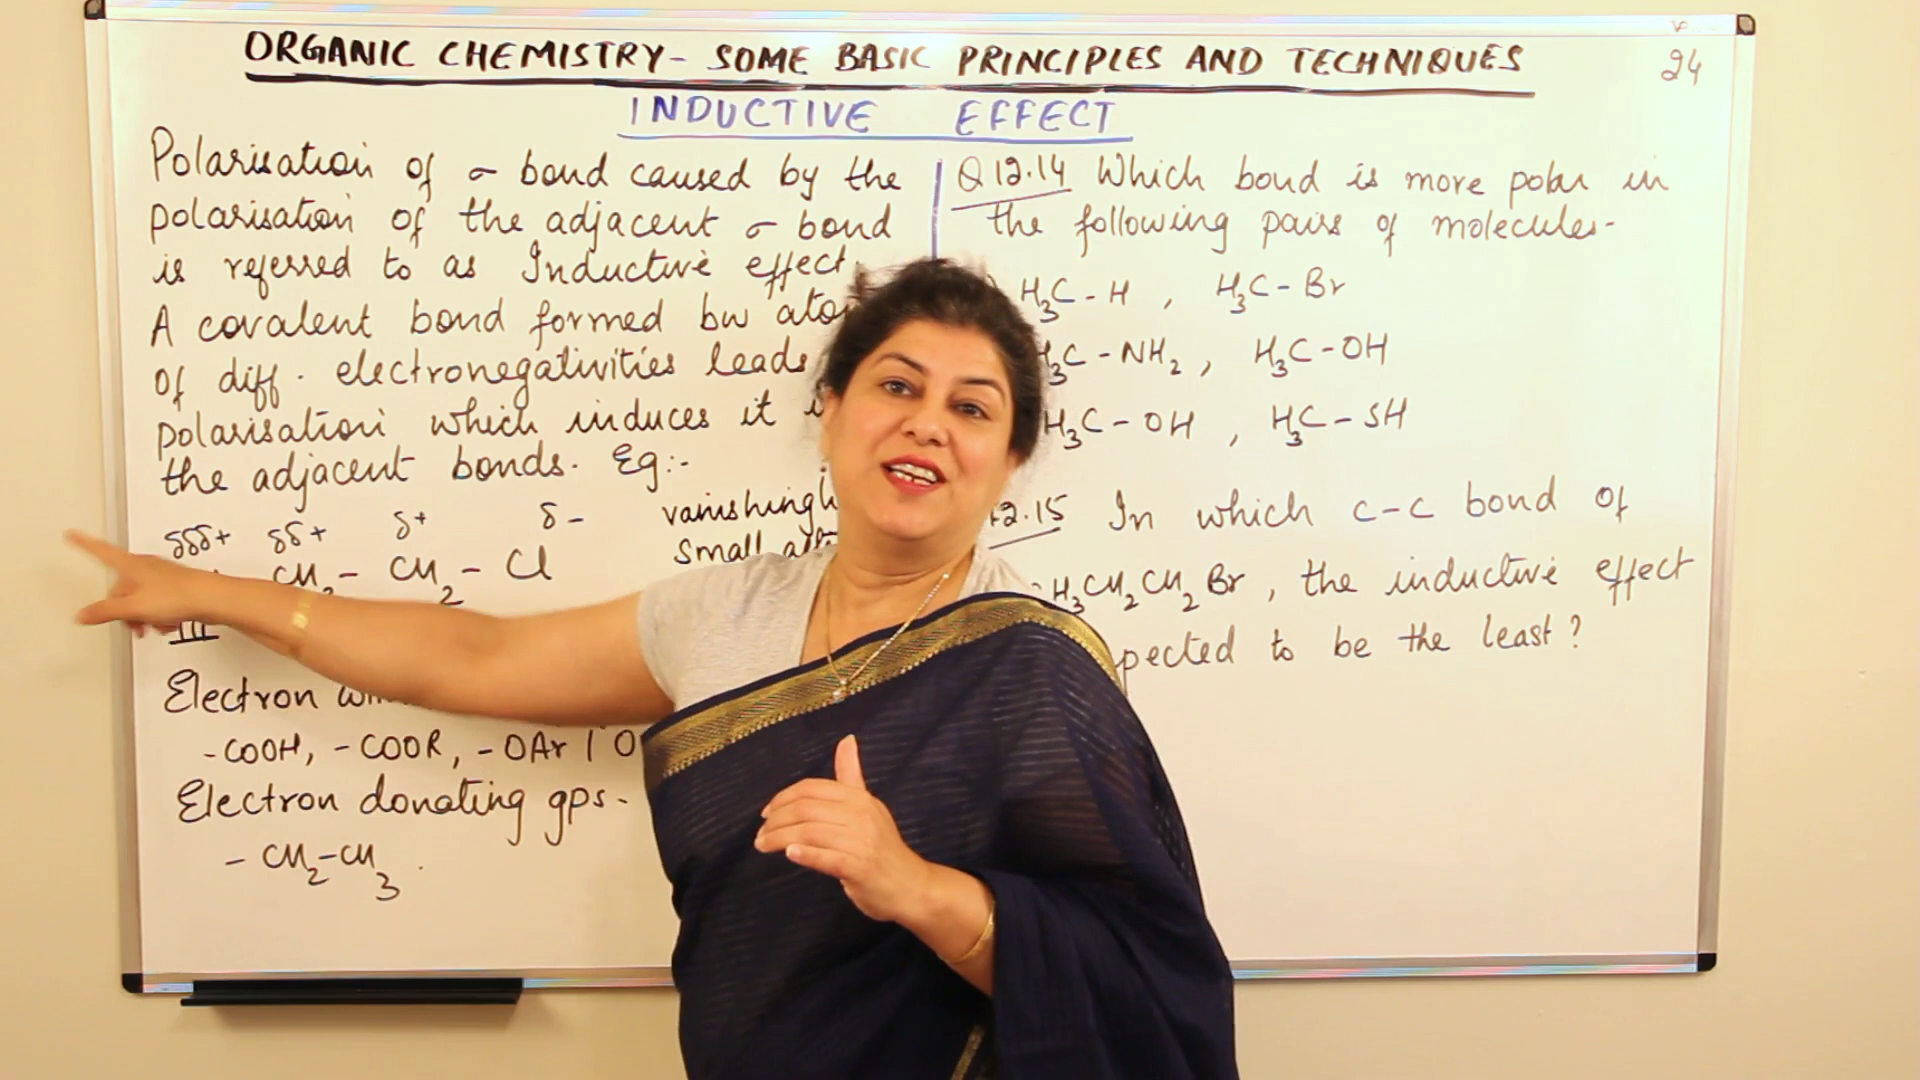 ORGANIC CHEMISTRY - SOME BASIC PRINCIPLES AND TECHNIQUES
24
INDUCTIVE EFFECT
Polarisation of σ bond caused by the
polarisation of the adjacent σ bond
is referred to as Inductive effect.
A covalent bond formed bw
of diff. electronegativities leads
polarisation which induces it
the adjacent bonds. Eg:-
δδδ+ δδ+ δ+ δ-
CH2 - CH2 - Cl
small
III
Electron
- COOH, - COOR, - OAr |
Electron donating gps -
- CH2-CH3.
Q 12.14 Which bond is more polar in
the following pairs of molecules-
H3C - H , H3C - Br
C - NH2 , H3C - OH
H3C - OH , H3C - SH
In which C-C bond of
H3CH2CH2Br, the inductive effect
to be the least?